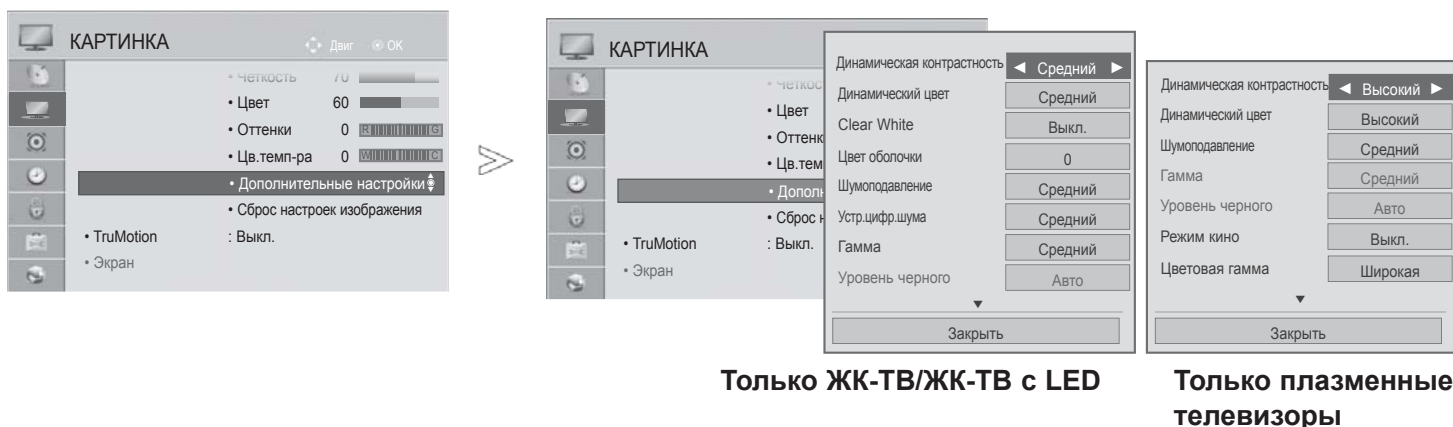 КАРТИНКА
Двиг OK
• Четкость 70
• Цвет 60
• Оттенки 0 R G
• Цв.темп-ра 0 W C
• Дополнительные настройки
• Сброс настроек изображения
• TruMotion : Выкл.
• Экран
КАРТИНКА
• Четкос
• Цвет
• Оттенк
• Цв.тем
• Дополн
• Сброс н
• TruMotion : Выкл.
• Экран
Динамическая контрастность ◄ Средний ►
Динамический цвет Средний
Clear White Выкл.
Цвет оболочки 0
Шумоподавление Средний
Устр.цифр.шума Средний
Гамма Средний
Уровень черного Авто
▼
Закрыть
Динамическая контрастность ◄ Высокий ►
Динамический цвет Высокий
Шумоподавление Средний
Гамма Средний
Уровень черного Авто
Режим кино Выкл.
Цветовая гамма Широкая
▼
Закрыть
Только ЖК-ТВ/ЖК-ТВ с LED
Только плазменные
телевизоры